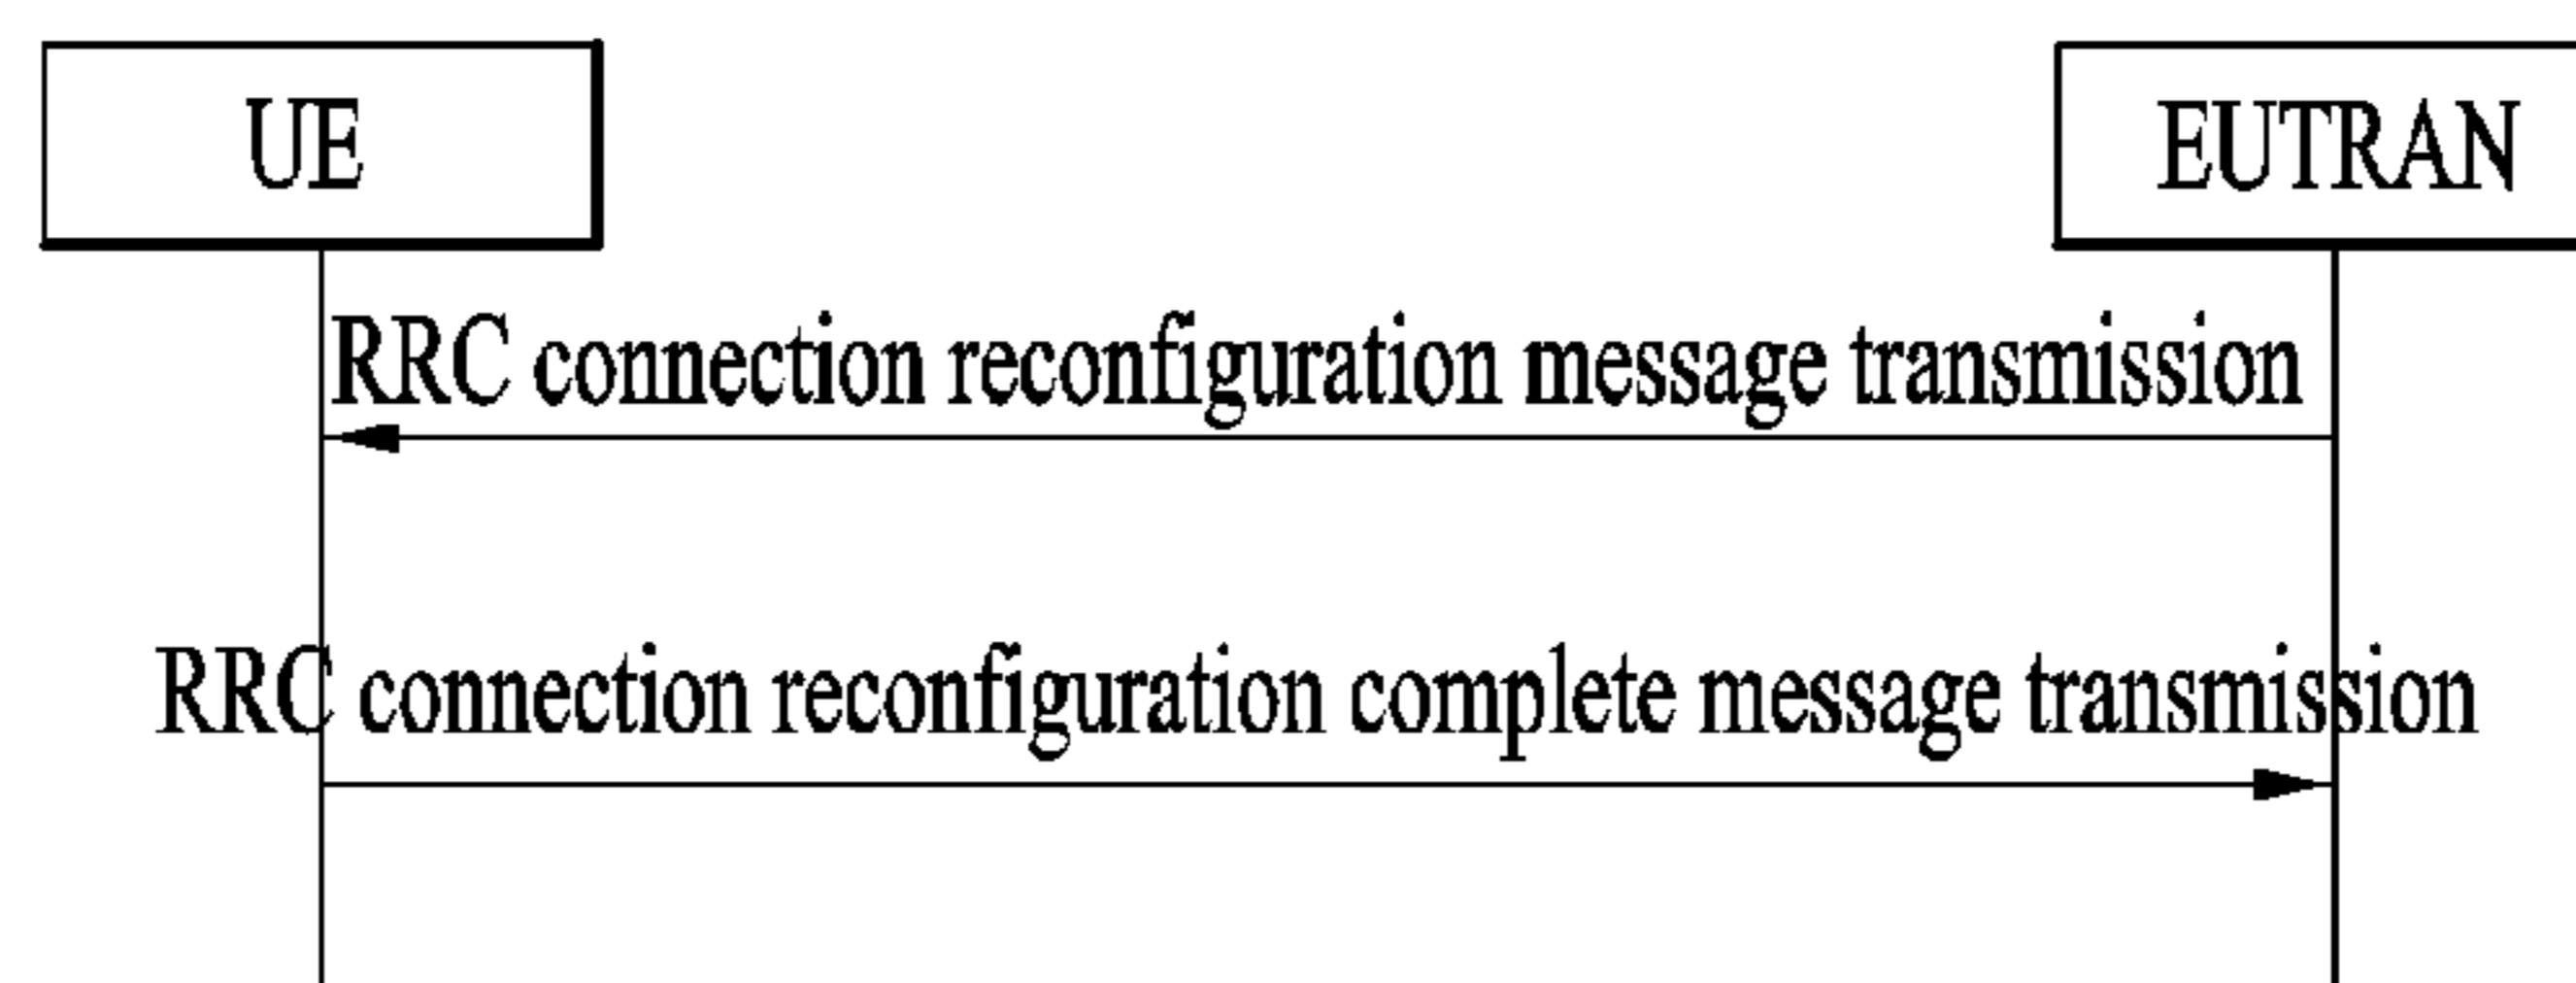 UE
EUTRAN
RRC connection reconfiguration message transmission
RRC connection reconfiguration complete message transmission